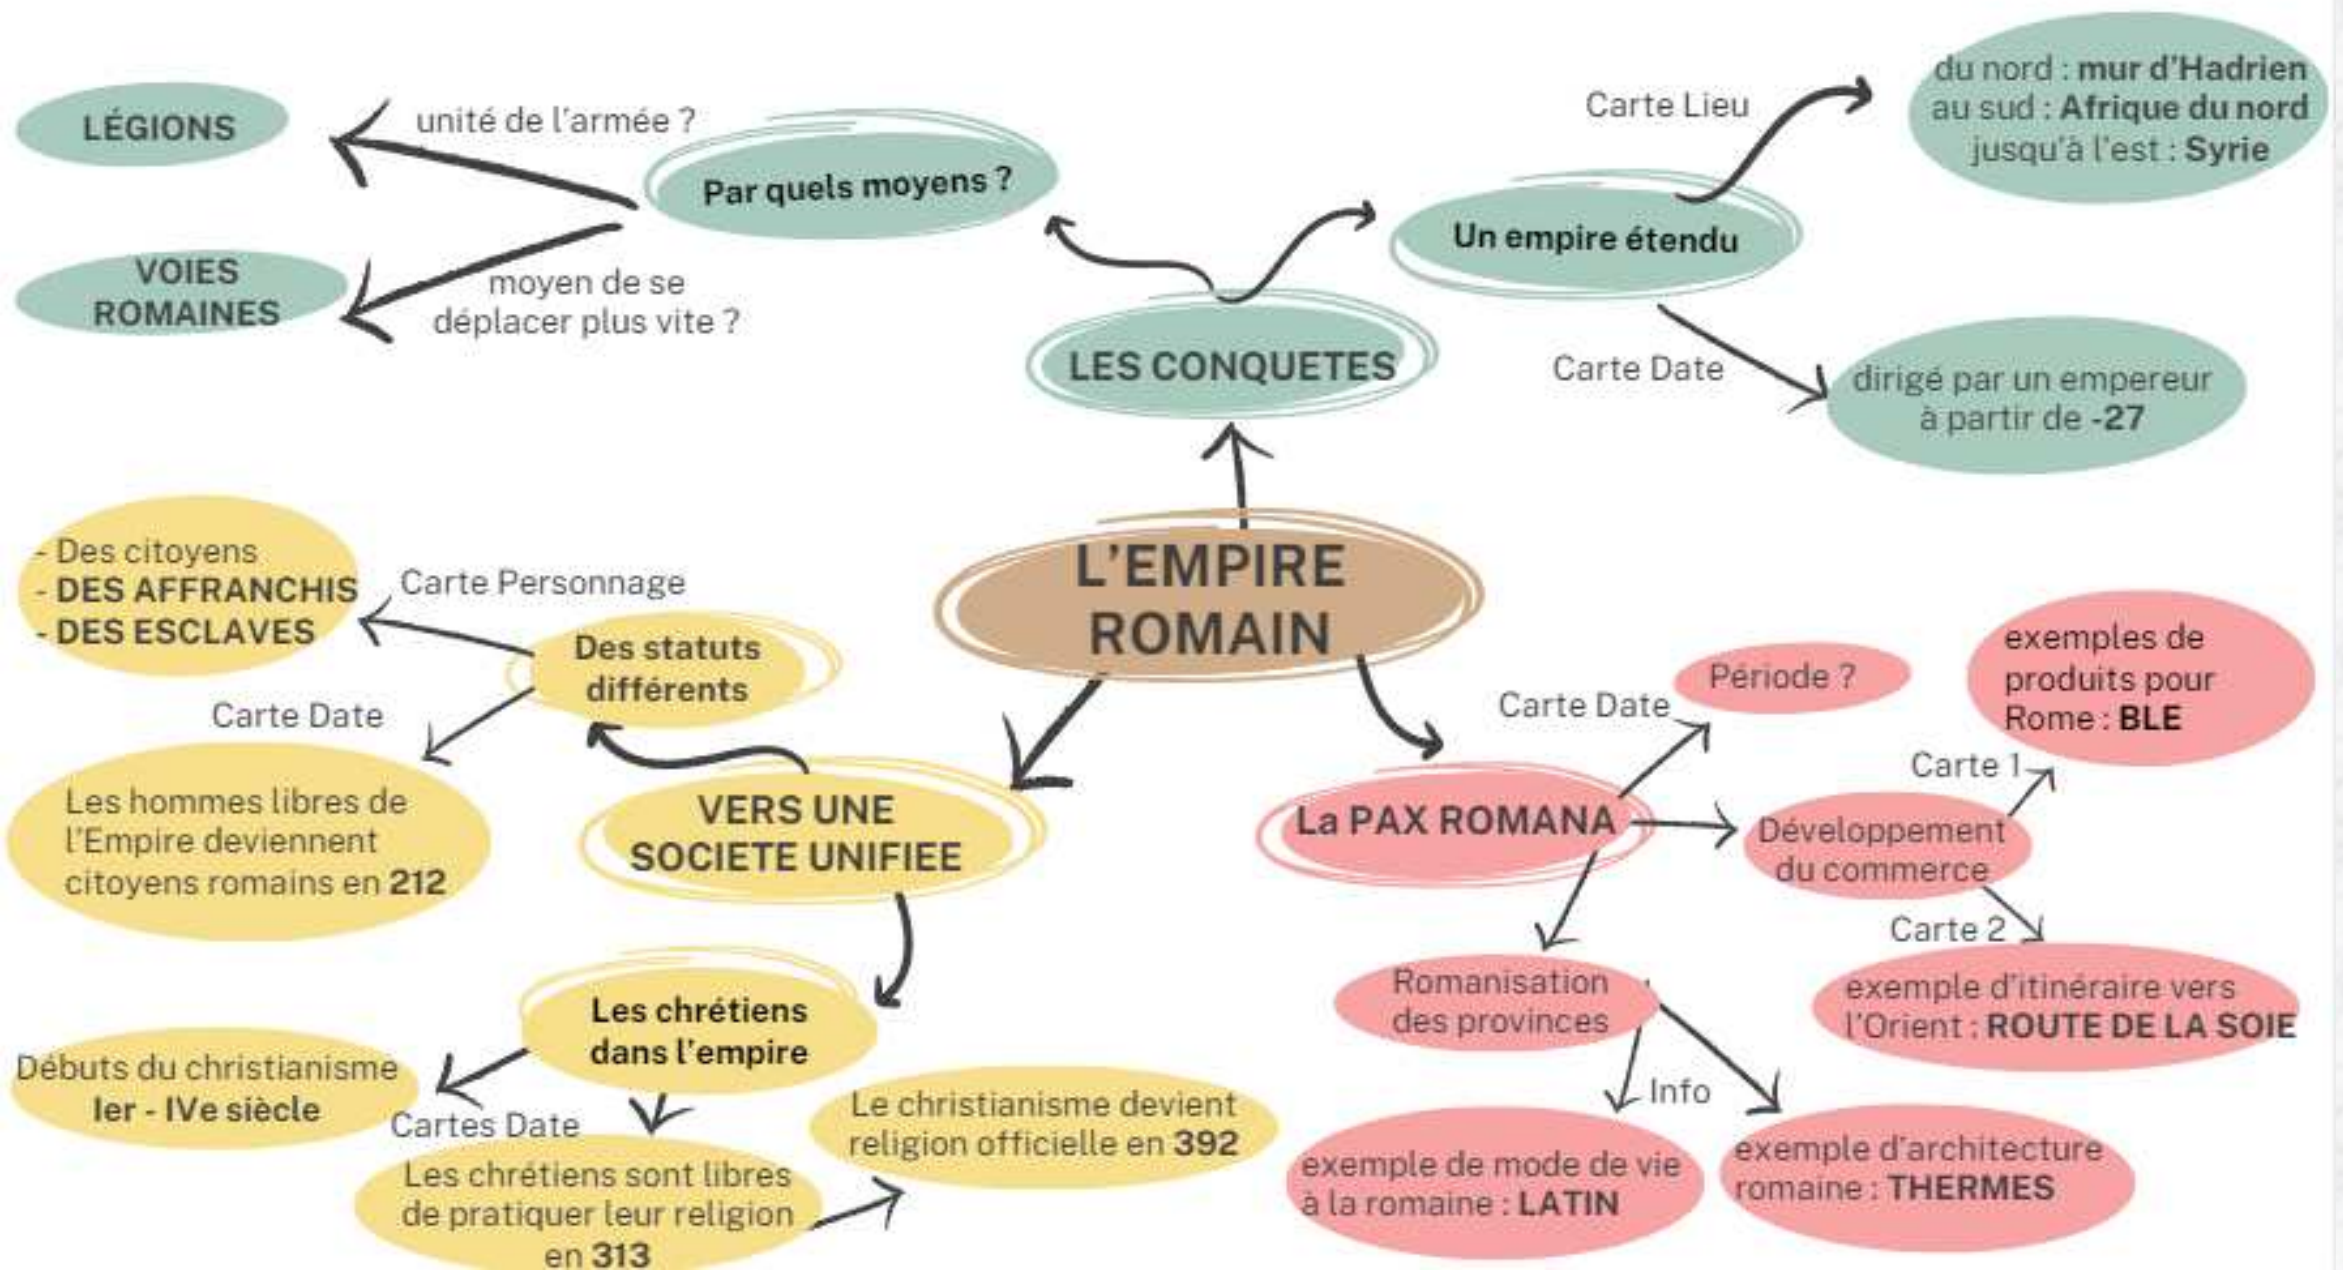 LÉGIONS
unité de l'armée ?
Par quels moyens ?
VOIES
ROMAINES
moyen de se
déplacer plus vite ?
Carte Lieu
du nord : mur d'Hadrien
au sud : Afrique du nord
jusqu'à l'est : Syrie
Un empire étendu
LES CONQUETES
Carte Date
dirigé par un empereur
à partir de -27
L'EMPIRE
ROMAIN
- Des citoyens
- DES AFFRANCHIS
- DES ESCLAVES
Carte Personnage
Des statuts
différents
Carte Date
Les hommes libres de
l'Empire deviennent
citoyens romains en 212
VERS UNE
SOCIETE UNIFIEE
Les chrétiens
dans l'empire
Débuts du christianisme
Ier - IVe siècle
Cartes Date
Les chrétiens sont libres
de pratiquer leur religion
en 313
Le christianisme devient
religion officielle en 392
La PAX ROMANA
Carte Date
Période ?
Développement
du commerce
Carte 1
exemples de
produits pour
Rome : BLE
Carte 2
exemple d'itinéraire vers
l'Orient : ROUTE DE LA SOIE
Romanisation
des provinces
Info
exemple de mode de vie
à la romaine : LATIN
exemple d'architecture
romaine : THERMES